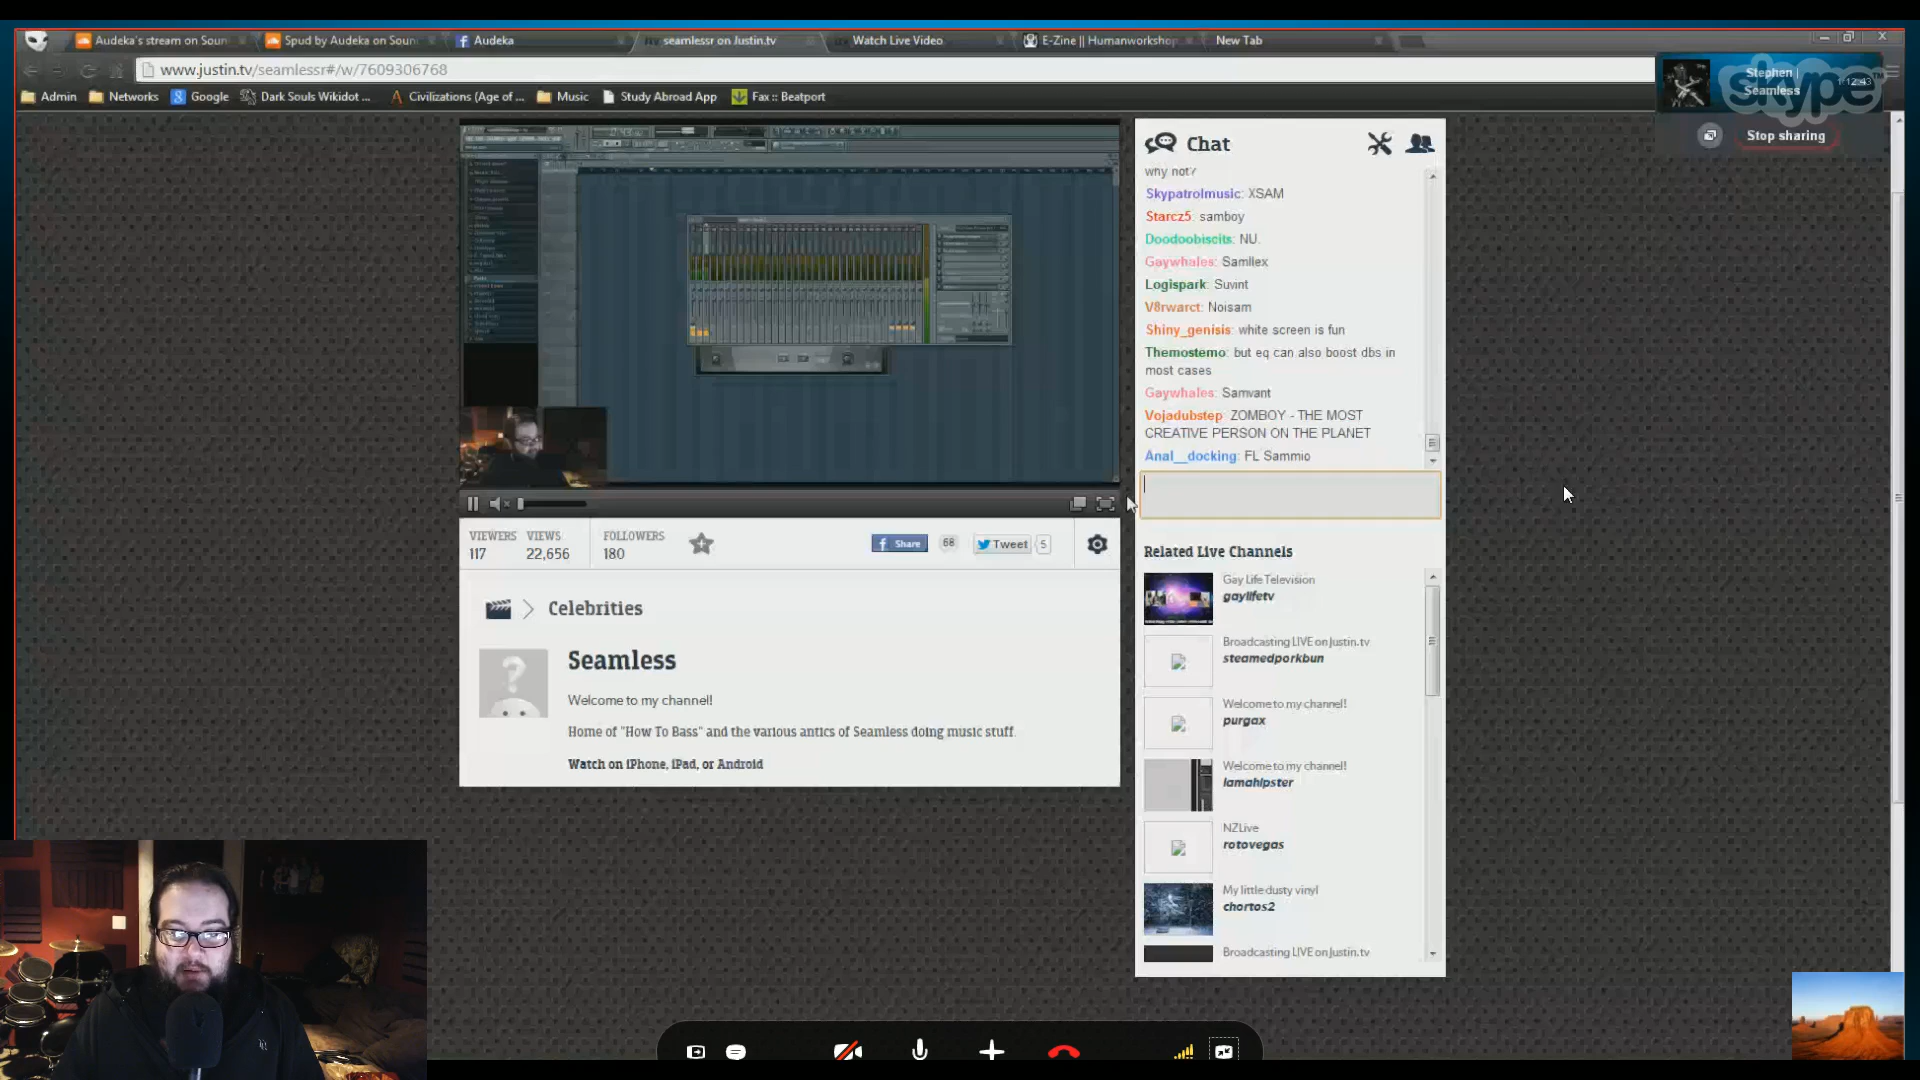 Audeka's stream on Soun
Spud by Audeka on Soun
Audeka
seamlessr on Justin.tv
Watch Live Video
E-Zine || Humanworkshop
New Tab
www.justin.tv/seamlessr#/w/7609306768
Admin
Networks
Google
Dark Souls Wikidot ...
Civilizations (Age of ...
Music
Study Abroad App
Fax :: Beatport
Stephen |
Seamless
1:12:43
skype™
Stop sharing
Chat
why not?
Skypatrolmusic: XSAM
Starcz5: samboy
Doodoobiscits: NU.
Gaywhales: Samllex
Logispark: Suvint
V8rwarct: Noisam
Shiny_genisis: white screen is fun
Themostemo: but eq can also boost dbs in
most cases
Gaywhales: Samvant
Vojadubstep: ZOMBOY - THE MOST
CREATIVE PERSON ON THE PLANET
Anal__docking: FL Sammio
VIEWERS
117
VIEWS
22,656
FOLLOWERS
180
Share
68
Tweet
5
Celebrities
Seamless
Welcome to my channel!
Home of "How To Bass" and the various antics of Seamless doing music stuff.
Watch on iPhone, iPad, or Android
Related Live Channels
Gay Life Television
gaylifetv
Broadcasting LIVE on Justin.tv
steamedporkbun
Welcome to my channel!
purgax
Welcome to my channel!
iamahipster
NZLive
rotovegas
My little dusty vinyl
chortos2
Broadcasting LIVE on Justin.tv